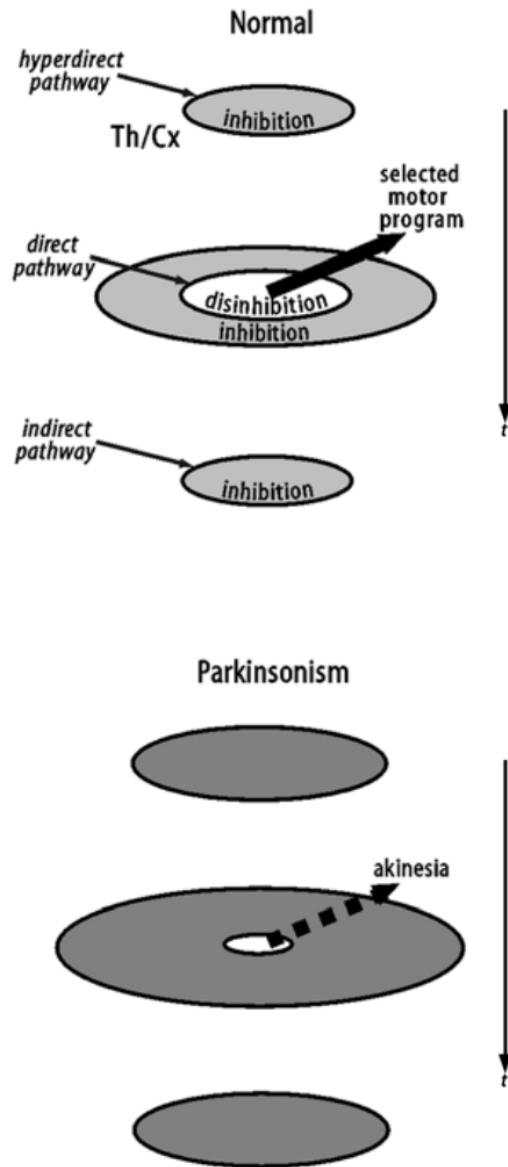 Normal
hyperdirect
pathway
inhibition
Th/Cx
selected
motor
program
direct
pathway
disinhibition
inhibition
t
indirect
pathway
inhibition
Parkinsonism
akinesia
t